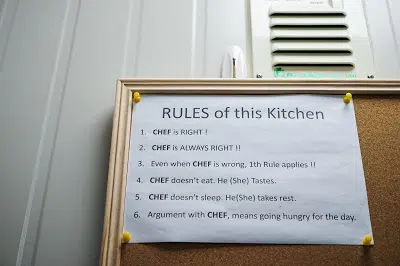 RULES of this Kitchen
1. CHEF is RIGHT !
2. CHEF is ALWAYS RIGHT !!
3. Even when CHEF is wrong, 1th Rule applies !!
4. CHEF doesn't eat. He (She) Tastes.
5. CHEF doesn't sleep. He(She) takes rest.
6. Argument with CHEF, means going hungry for the day.